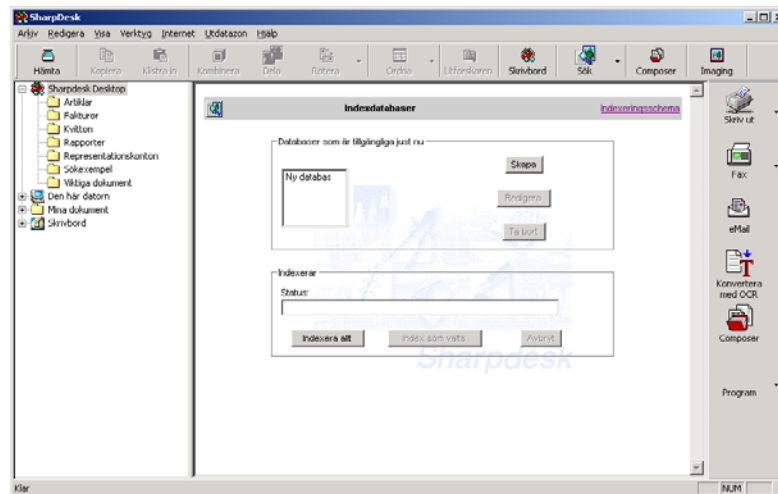 SharpDesk
Arkiv Redigera Visa Verktyg Internet Utdatazon Hjälp
Hämta Kopiera Klistra in Kombinera Dela Rotera Ordna Utforskaren Skrivbord Sök Composer Imaging
Sharpdesk Desktop
Artiklar
Fakturor
Kvitton
Rapporter
Representationskonton
Sökexempel
Viktiga dokument
Den här datorn
Mina dokument
Skrivbord
Indexdatabaser Indexeringsschema
Databaser som är tillgängliga just nu
Ny databas
Skapa
Redigera
Ta bort
Indexerar
Status:
Indexera allt Index som valts Avbryt
Sharpdesk
Skriv ut
Fax
eMail
Konvertera
med OCR
Composer
Program
Klar NUM